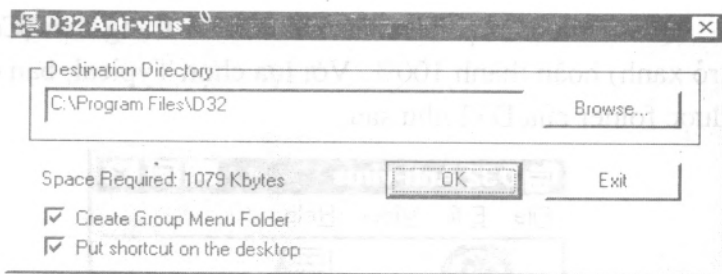 D32 Anti-virus*
Destination Directory
C:\Program Files\D32
Browse...
Space Required: 1079 Kbytes
OK
Exit
Create Group Menu Folder
Put shortcut on the desktop